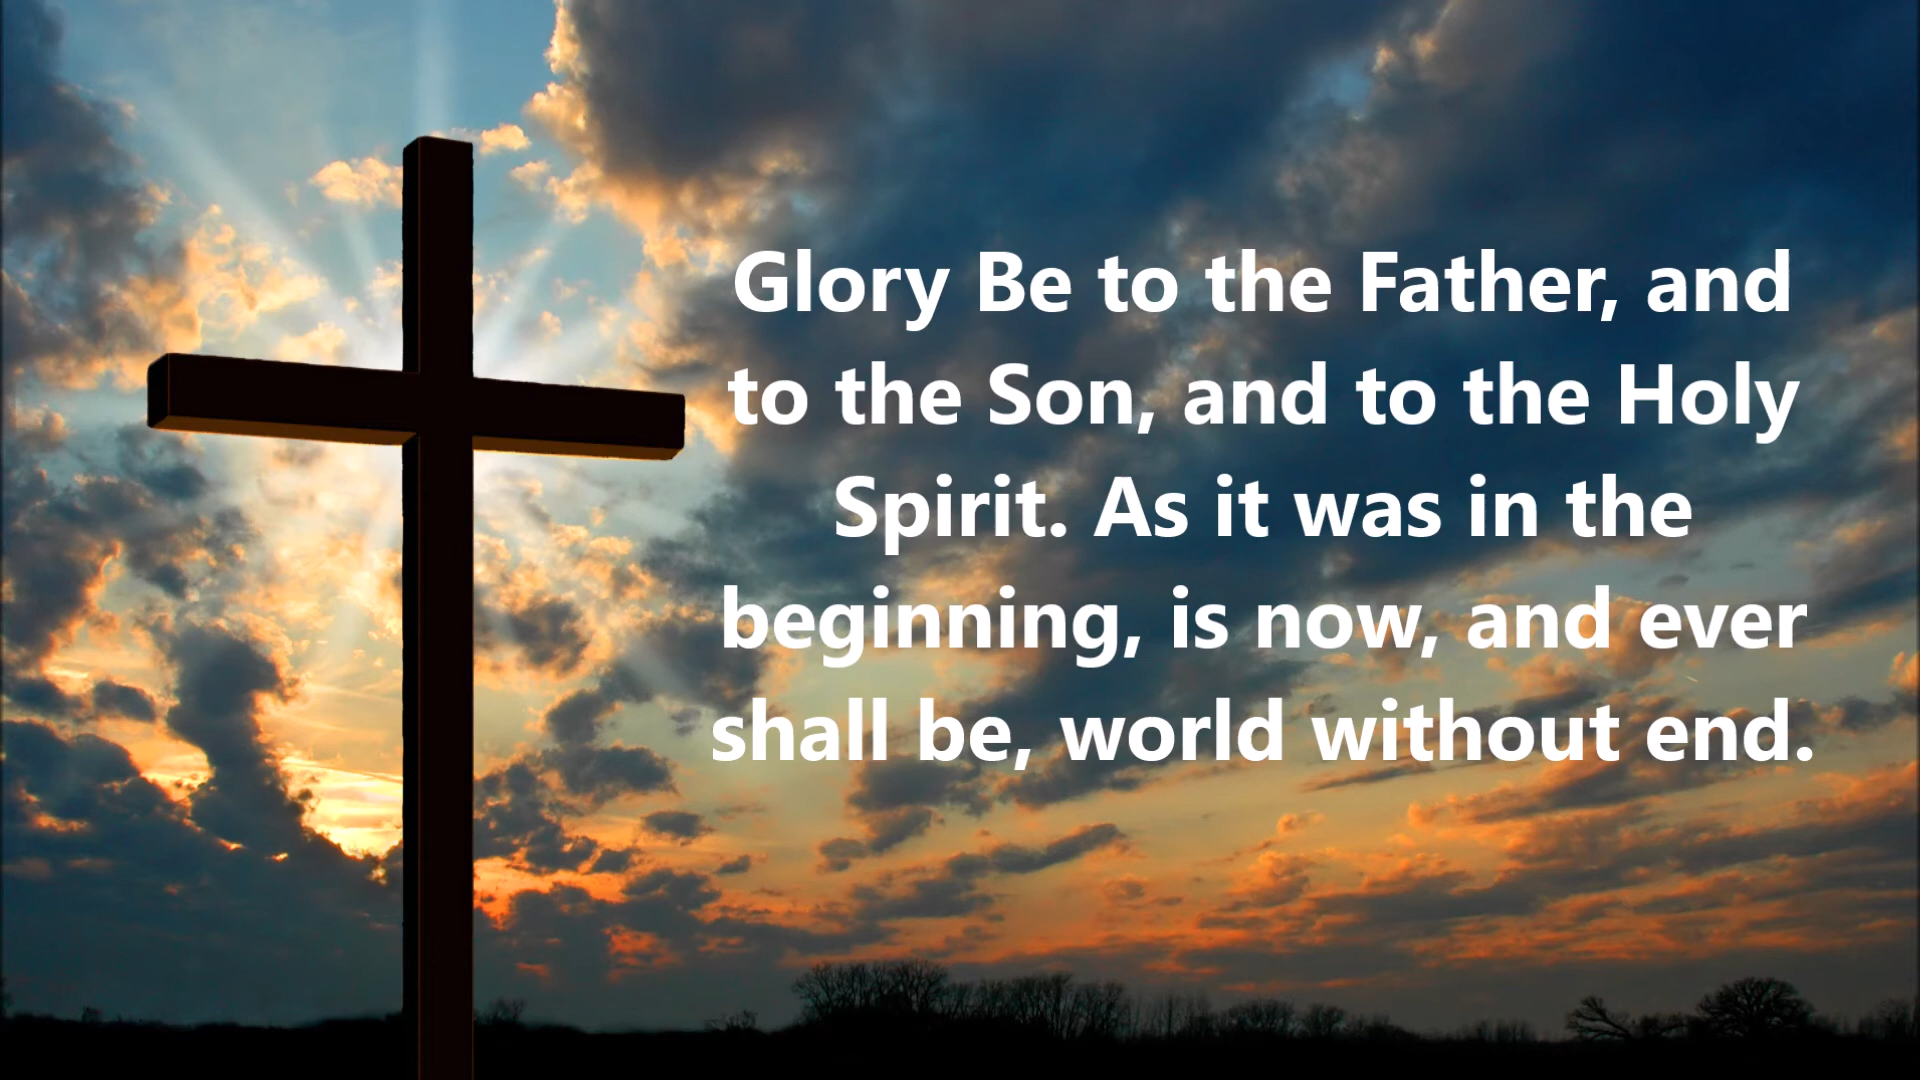 Glory Be to the Father, and
to the Son, and to the Holy
Spirit. As it was in the
beginning, is now, and ever
shall be, world without end.